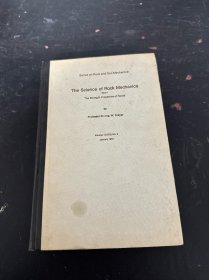 Series on Rock and Soil Mechanics
The Science of Rock Mechanics
Part I
The Strength Properties of Rocks
by
Professor Dr.-Ing. W. Dreyer